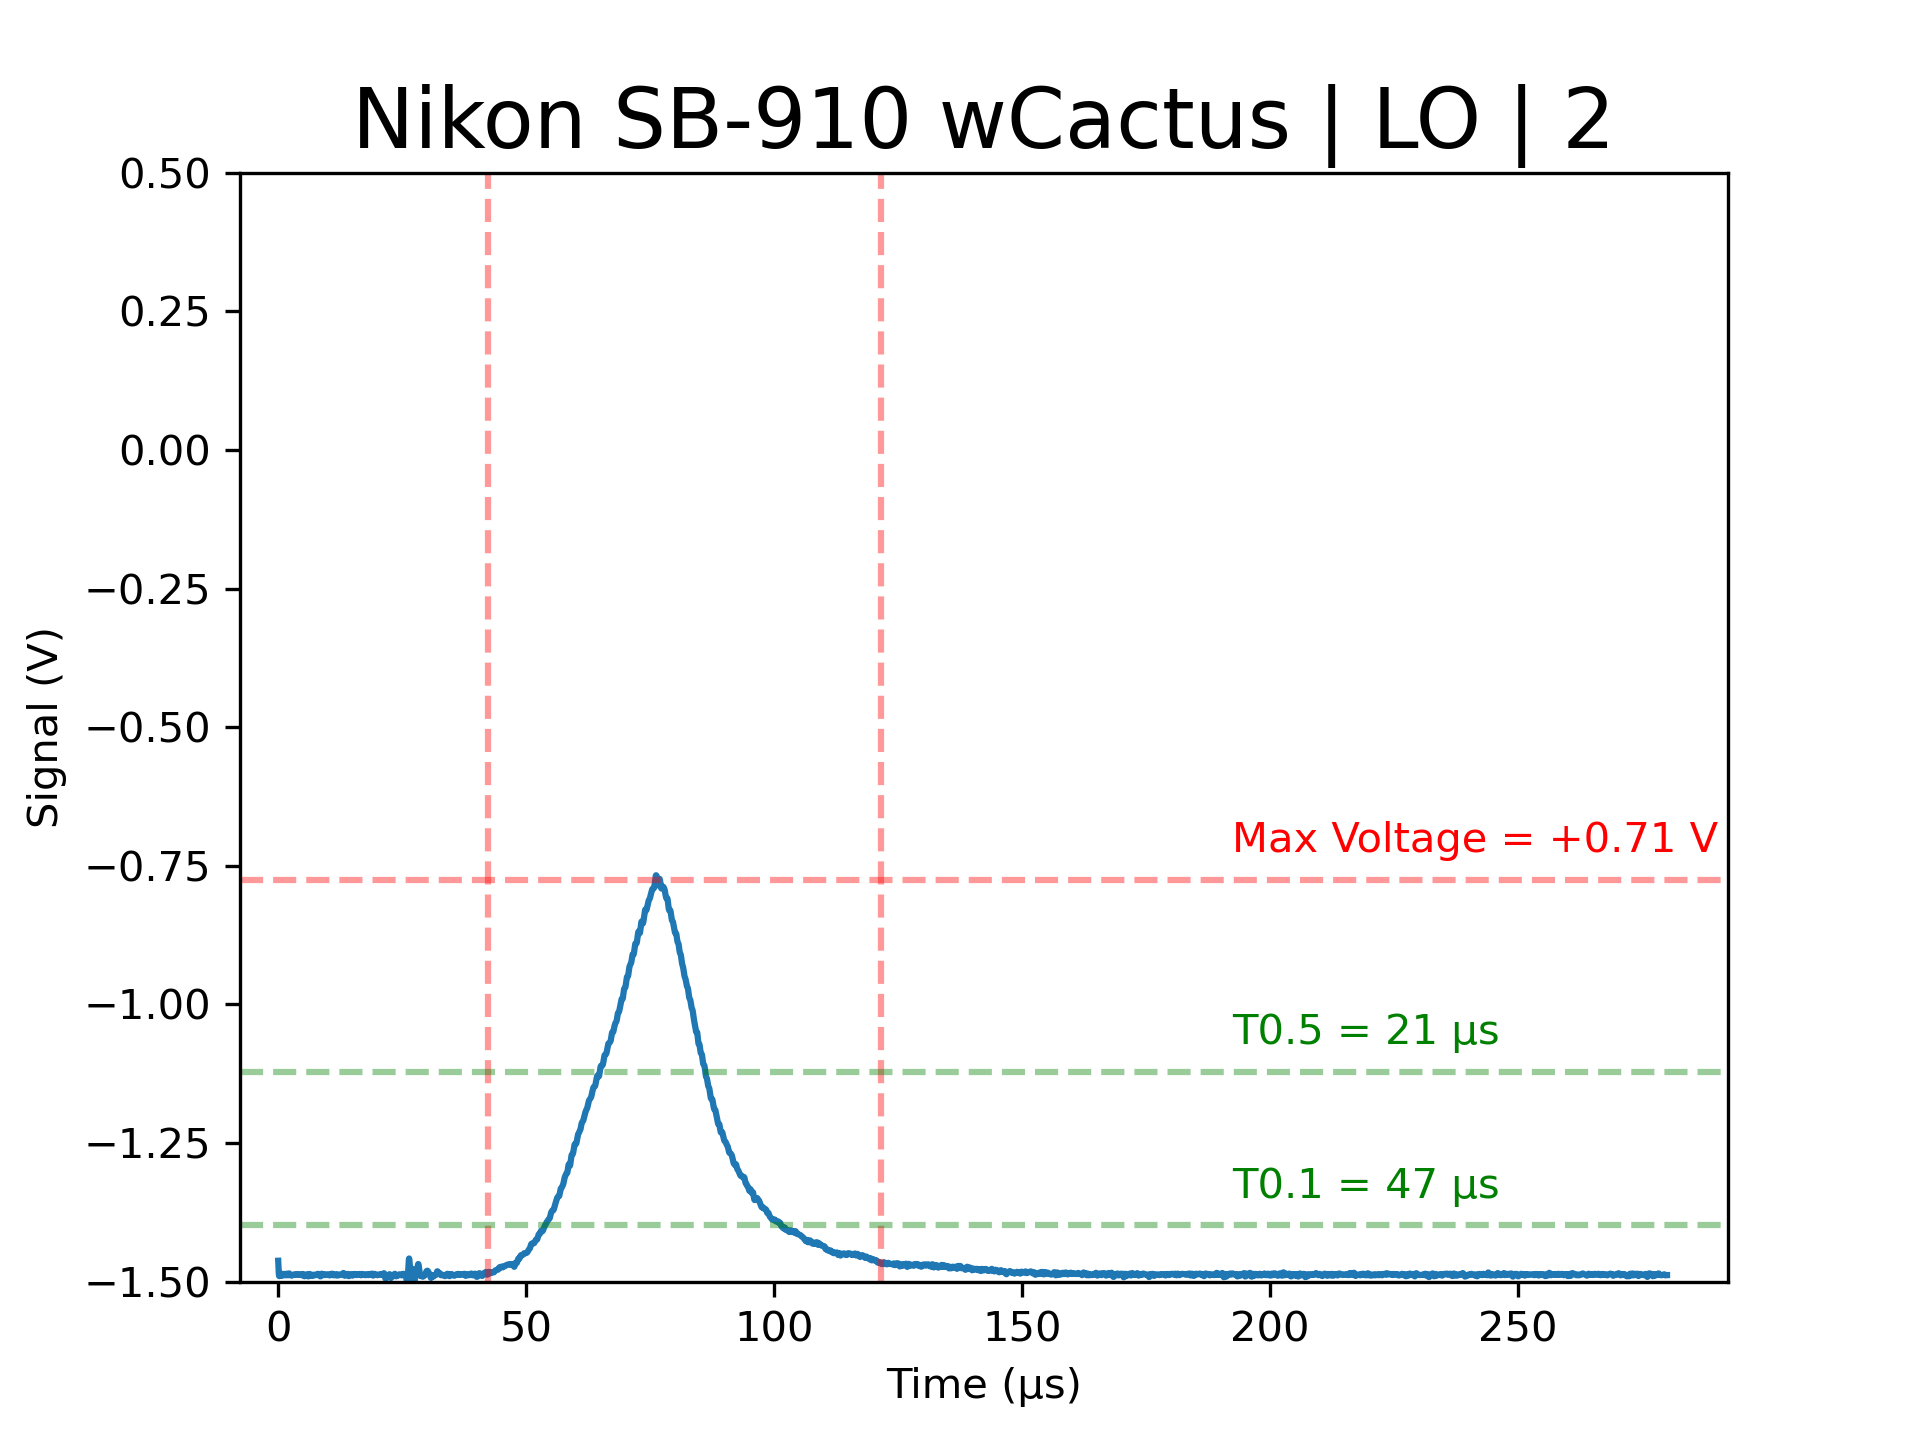 Nikon SB-910 wCactus | LO | 2
0.50
0.25
0.00
−0.25
−0.50
−0.75
−1.00
−1.25
−1.50
Signal (V)
Max Voltage = +0.71 V
T0.5 = 21 µs
T0.1 = 47 µs
0 50 100 150 200 250
Time (µs)